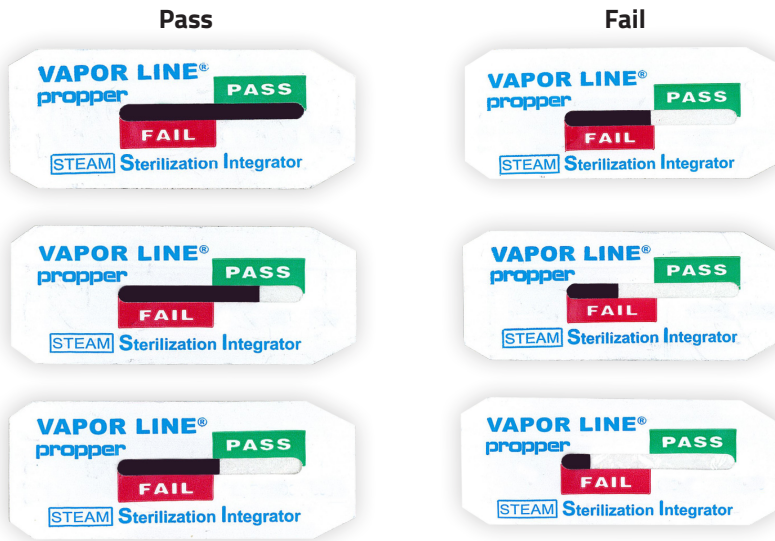 Pass
Fail
VAPOR LINE®
propper
PASS
FAIL
STEAM Sterilization Integrator
VAPOR LINE®
propper
PASS
FAIL
STEAM Sterilization Integrator
VAPOR LINE®
propper
PASS
FAIL
STEAM Sterilization Integrator
VAPOR LINE®
propper
PASS
FAIL
STEAM Sterilization Integrator
VAPOR LINE®
propper
PASS
FAIL
STEAM Sterilization Integrator
VAPOR LINE®
propper
PASS
FAIL
STEAM Sterilization Integrator